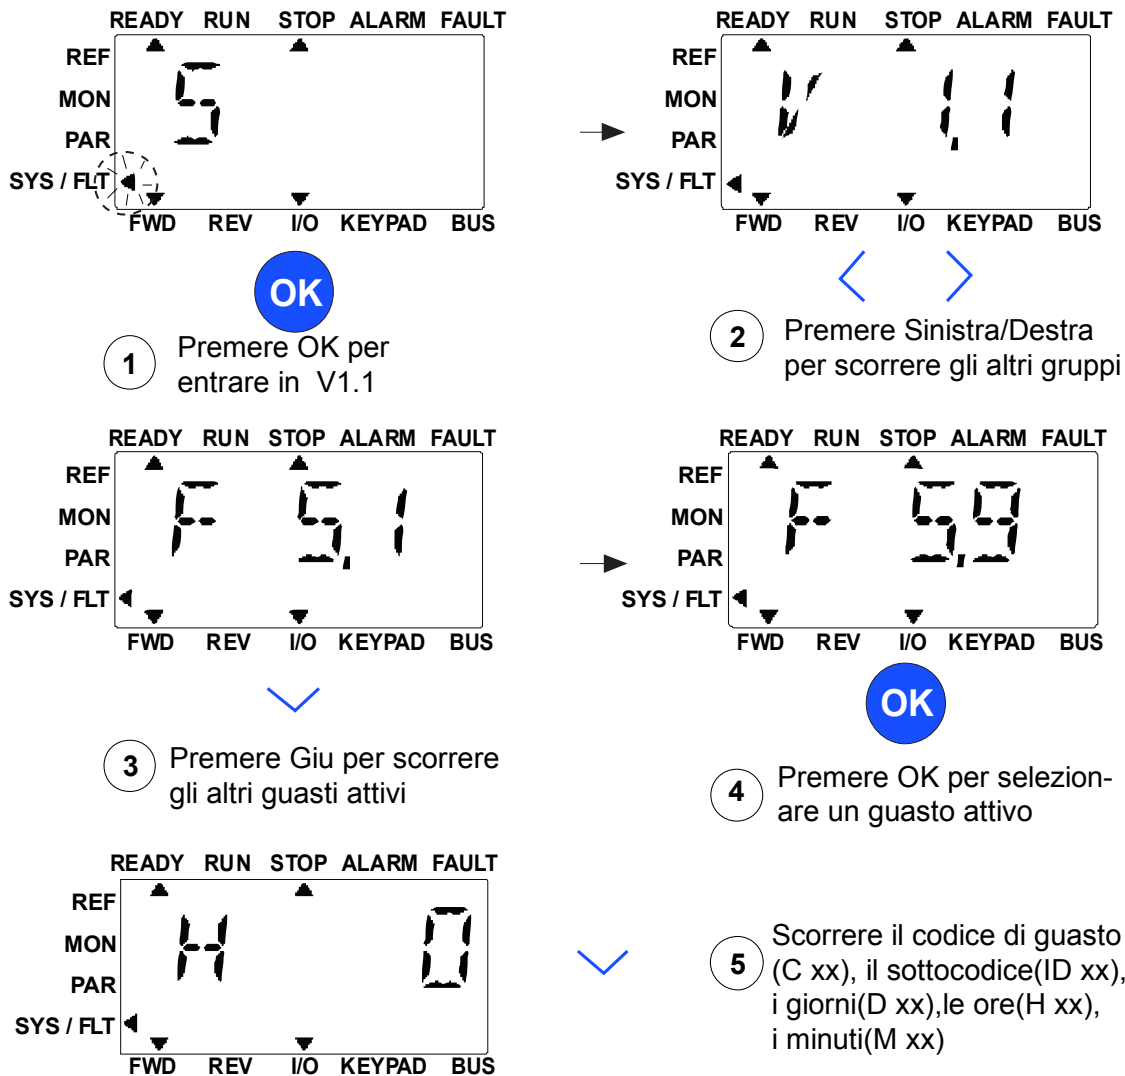 READY RUN STOP ALARM FAULT
REF
MON
PAR
SYS / FLT
S
FWD REV I/O KEYPAD BUS
READY RUN STOP ALARM FAULT
REF
MON
PAR
SYS / FLT
V 1.1
FWD REV I/O KEYPAD BUS
OK
1
Premere OK per
entrare in V1.1
2
Premere Sinistra/Destra
per scorrere gli altri gruppi
READY RUN STOP ALARM FAULT
REF
MON
PAR
SYS / FLT
F 5.1
FWD REV I/O KEYPAD BUS
READY RUN STOP ALARM FAULT
REF
MON
PAR
SYS / FLT
F 5.9
FWD REV I/O KEYPAD BUS
3
Premere Giu per scorrere
gli altri guasti attivi
OK
4
Premere OK per selezion-
are un guasto attivo
READY RUN STOP ALARM FAULT
REF
MON
PAR
SYS / FLT
H 0
FWD REV I/O KEYPAD BUS
5
Scorrere il codice di guasto
(C xx), il sottocodice(ID xx),
i giorni(D xx),le ore(H xx),
i minuti(M xx)